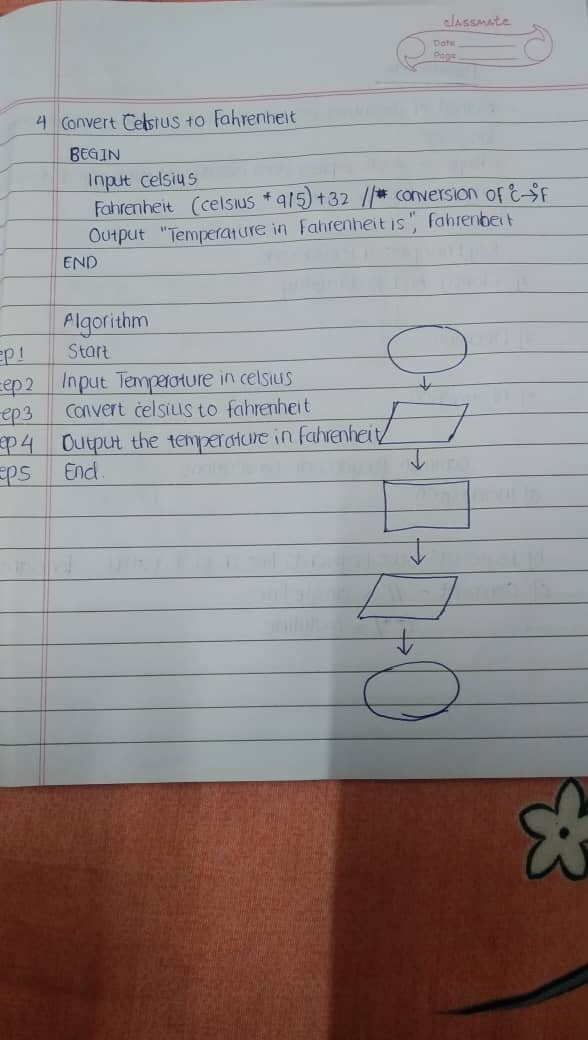 classmate
Date
Page
4 Convert Celsius to Fahrenheit
BEGIN
Input celsius
Fahrenheit (celsius * 9/5) + 32 //* conversion of °C→°F
Output "Temperature in Fahrenheit is", Fahrenheit
END
Algorithm
ep1 Start
ep2 Input Temperature in celsius
ep3 Convert celsius to fahrenheit
ep4 Output the temperature in fahrenheit
ep5 End.